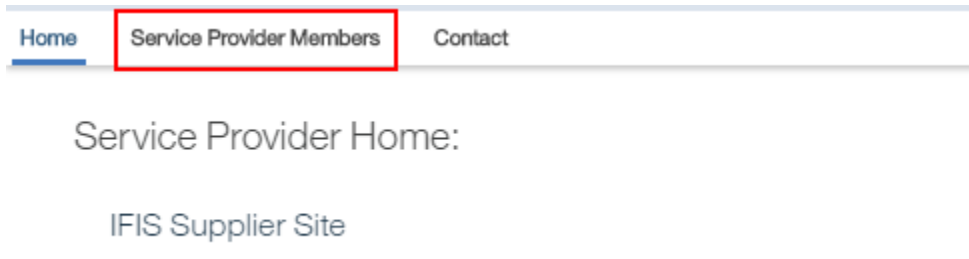 Home Service Provider Members Contact
Service Provider Home:
IFIS Supplier Site